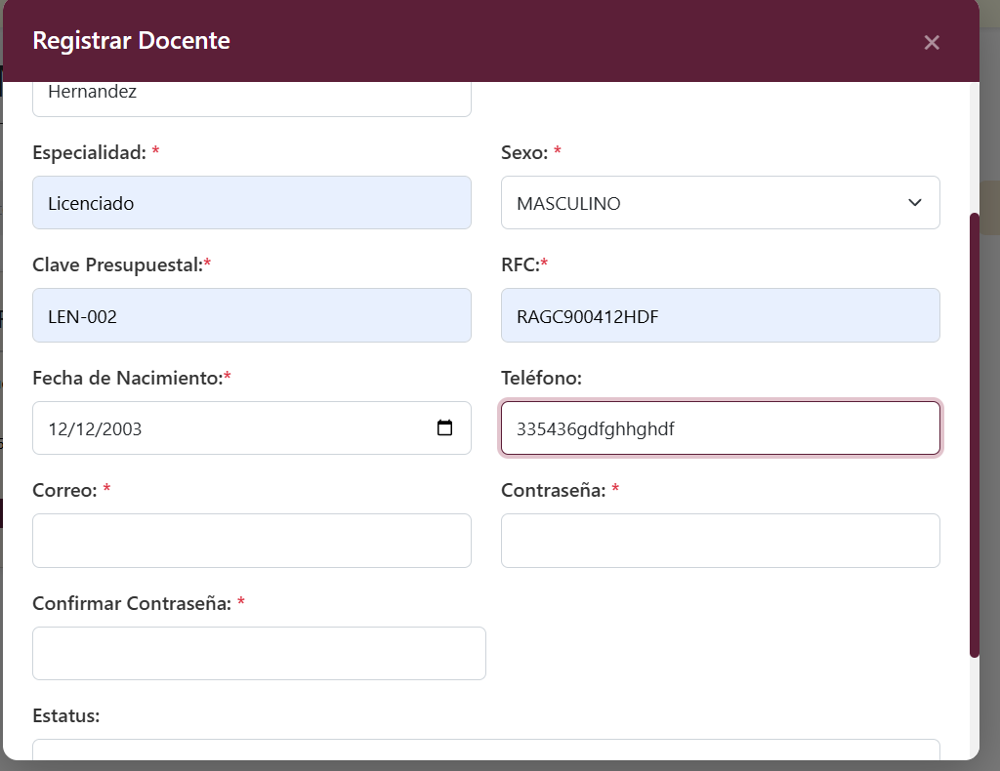 Registrar Docente
Hernandez
Especialidad: *
Sexo: *
Licenciado
MASCULINO
Clave Presupuestal:*
RFC:*
LEN-002
RAGC900412HDF
Fecha de Nacimiento:*
Teléfono:
12/12/2003
335436gdfghhghdf
Correo: *
Contraseña: *
Confirmar Contraseña: *
Estatus: